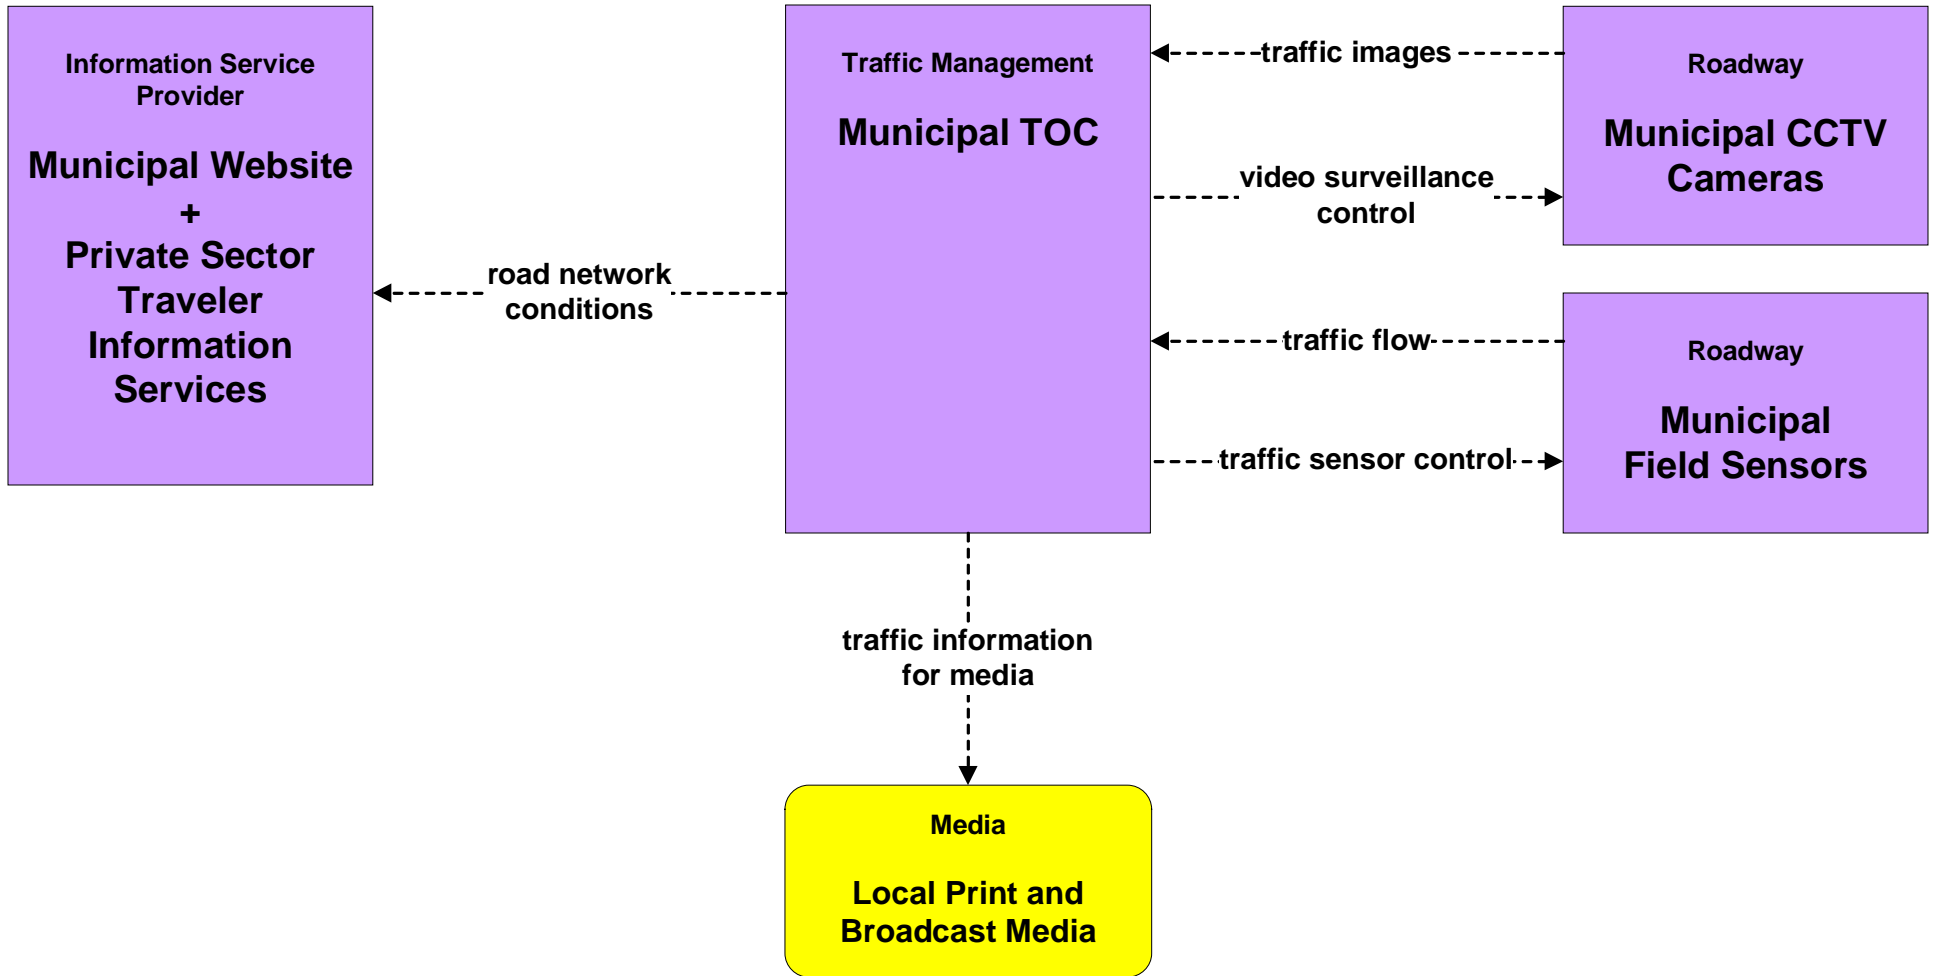 Information Service
Provider
Municipal Website
+
Private Sector
Traveler
Information
Services
road network
conditions
Traffic Management
Municipal TOC
traffic images
video surveillance
control
traffic flow
traffic sensor control
Roadway
Municipal CCTV
Cameras
Roadway
Municipal
Field Sensors
traffic information
for media
Media
Local Print and
Broadcast Media